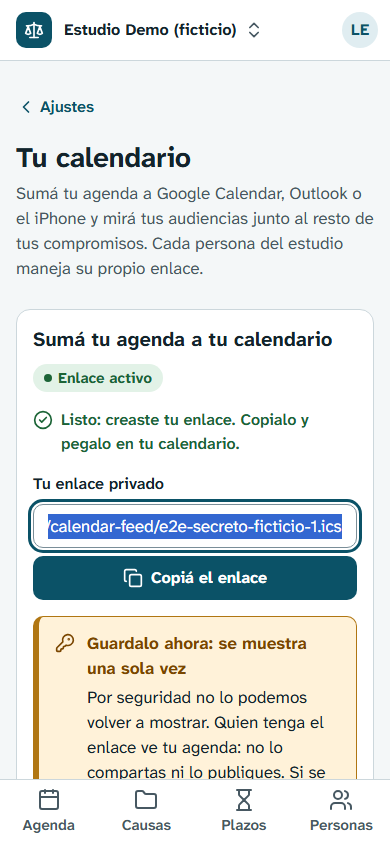 Estudio Demo (ficticio)
LE
Ajustes
Tu calendario
Sumá tu agenda a Google Calendar, Outlook o
el iPhone y mirá tus audiencias junto al resto de
tus compromisos. Cada persona del estudio
maneja su propio enlace.
Sumá tu agenda a tu calendario
Enlace activo
Listo: creaste tu enlace. Copialo y
pegalo en tu calendario.
Tu enlace privado
/calendar-feed/e2e-secreto-ficticio-1.ics
Copiá el enlace
Guardalo ahora: se muestra
una sola vez
Por seguridad no lo podemos
volver a mostrar. Quien tenga el
enlace ve tu agenda: no lo
compartas ni lo publiques. Si se
Agenda
Causas
Plazos
Personas